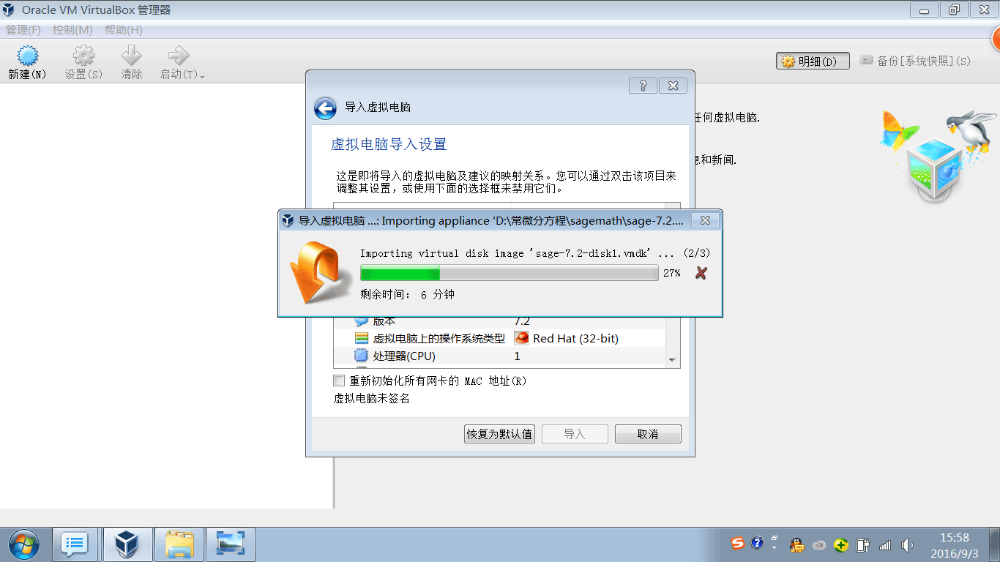 Oracle VM VirtualBox 管理器
管理(F) 控制(M) 帮助(H)
新建(N) 设置(S) 清除 启动(T) 明细(D) 备份[系统快照](S)
导入虚拟电脑
任何虚拟电脑.
虚拟电脑导入设置
息和新闻.
这是即将导入的虚拟电脑及建议的映射关系。您可以通过双击该项目来
调整其设置，或使用下面的选择框来禁用它们。
导入虚拟电脑 ...: Importing appliance 'D:\常微分方程\sagemath\sage-7.2....
Importing virtual disk image 'sage-7.2-disk1.vmdk' ... (2/3)
27%
剩余时间： 6 分钟
版本 7.2
虚拟电脑上的操作系统类型 Red Hat (32-bit)
处理器(CPU) 1
重新初始化所有网卡的 MAC 地址(R)
虚拟电脑未签名
恢复为默认值 导入 取消
15:58
2016/9/3